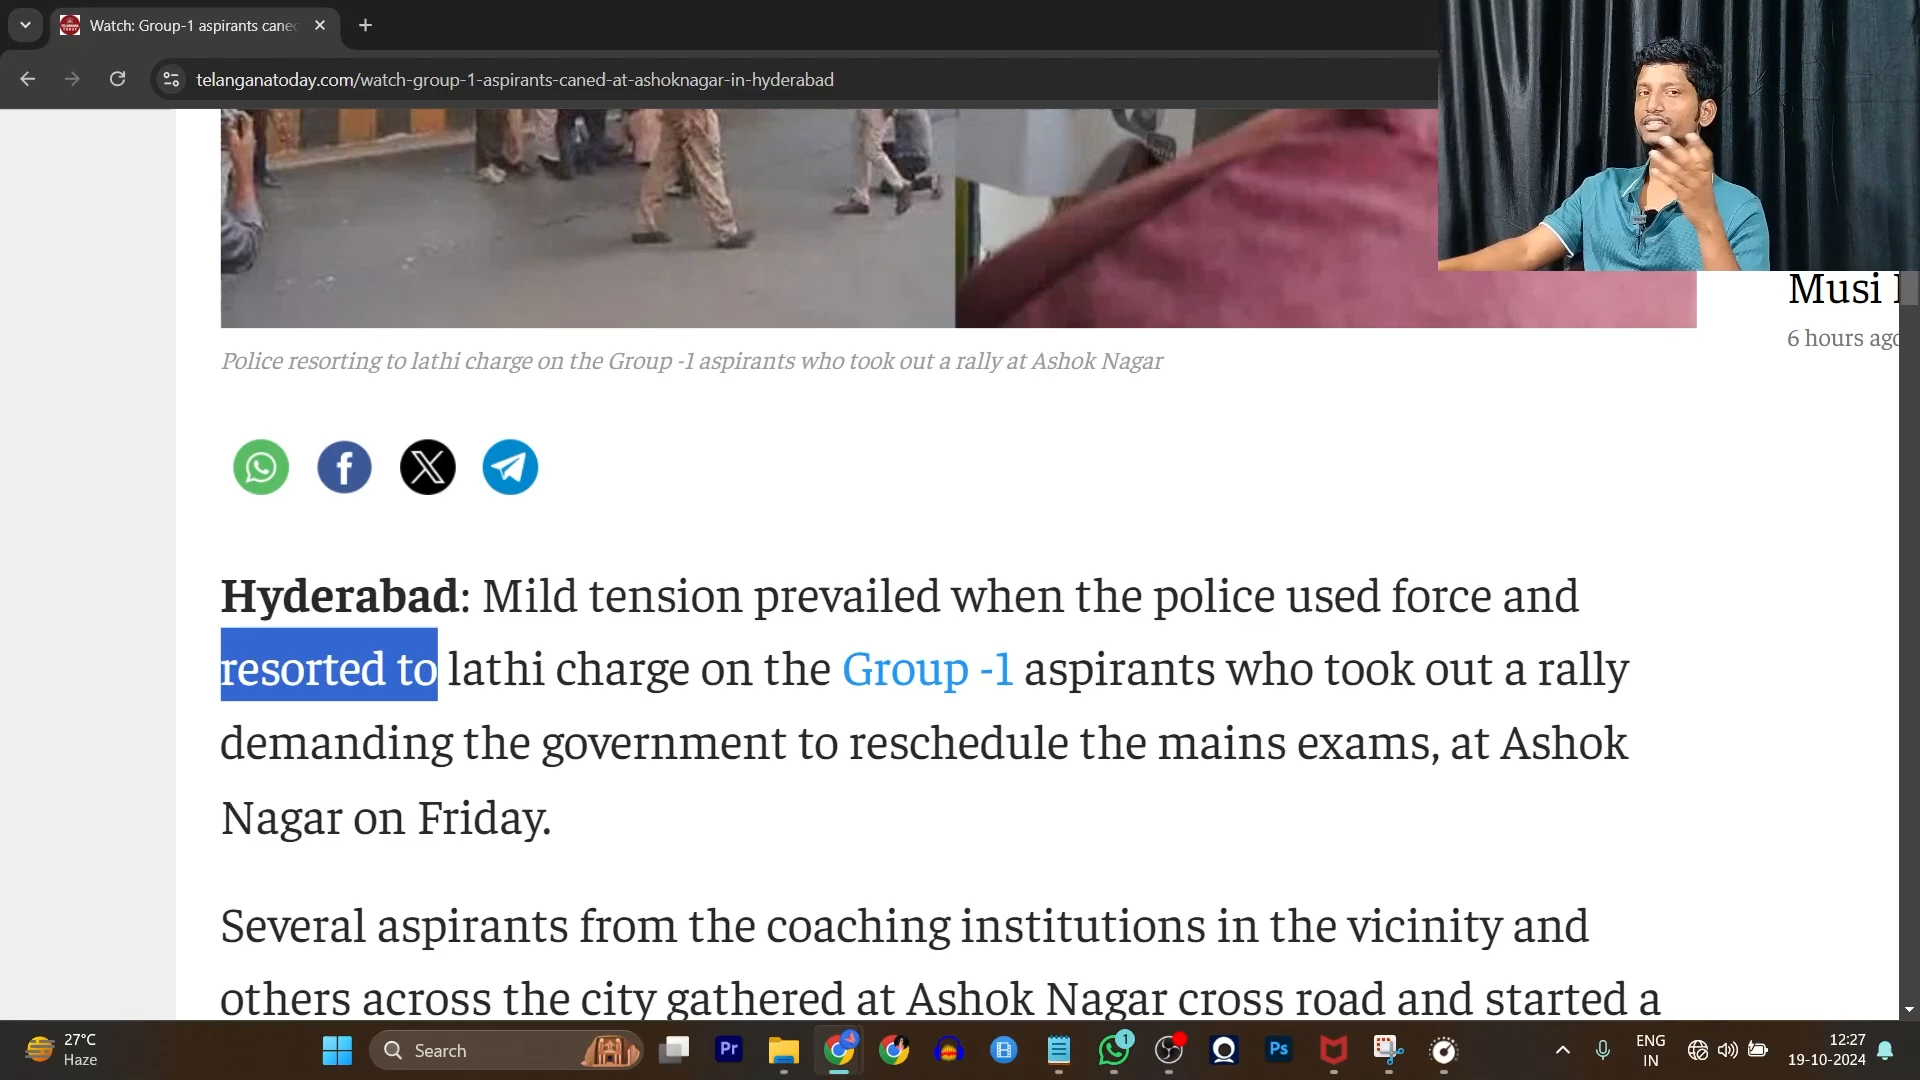 Watch: Group-1 aspirants cane
telanganatoday.com/watch-group-1-aspirants-caned-at-ashoknagar-in-hyderabad
Musi
6 hours ago
Police resorting to lathi charge on the Group -1 aspirants who took out a rally at Ashok Nagar
Hyderabad: Mild tension prevailed when the police used force and
resorted to lathi charge on the Group -1 aspirants who took out a rally
demanding the government to reschedule the mains exams, at Ashok
Nagar on Friday.
Several aspirants from the coaching institutions in the vicinity and
others across the city gathered at Ashok Nagar cross road and started a
27°C
Haze
Search
Pr
1
Ps
ENG
IN
12:27
19-10-2024